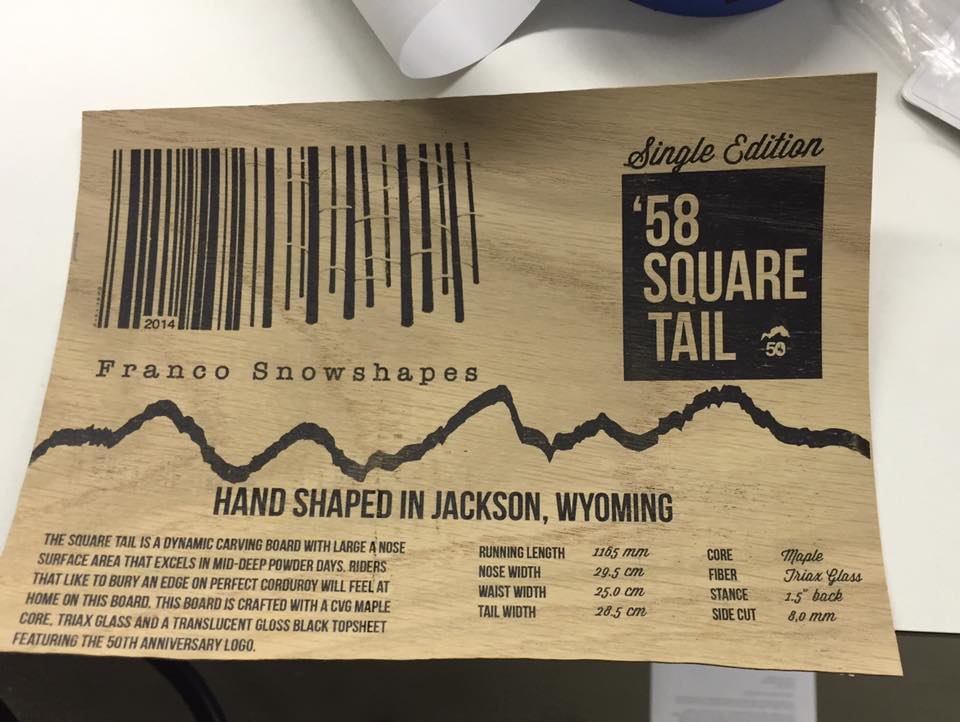 Single Edition
'58
SQUARE
TAIL
50
2014
Franco Snowshapes
HAND SHAPED IN JACKSON, WYOMING
THE SQUARE TAIL IS A DYNAMIC CARVING BOARD WITH LARGE A NOSE
SURFACE AREA THAT EXCELS IN MID-DEEP POWDER DAYS. RIDERS
THAT LIKE TO BURY AN EDGE ON PERFECT CORDUROY WILL FEEL AT
HOME ON THIS BOARD. THIS BOARD IS CRAFTED WITH A CVG MAPLE
CORE, TRIAX GLASS AND A TRANSLUCENT GLOSS BLACK TOPSHEET
FEATURING THE 50TH ANNIVERSARY LOGO.
RUNNING LENGTH 1165 mm
NOSE WIDTH 29.5 cm
WAIST WIDTH 25.0 cm
TAIL WIDTH 28.5 cm
CORE Maple
FIBER Triax Glass
STANCE 1.5" back
SIDE CUT 8.0 mm